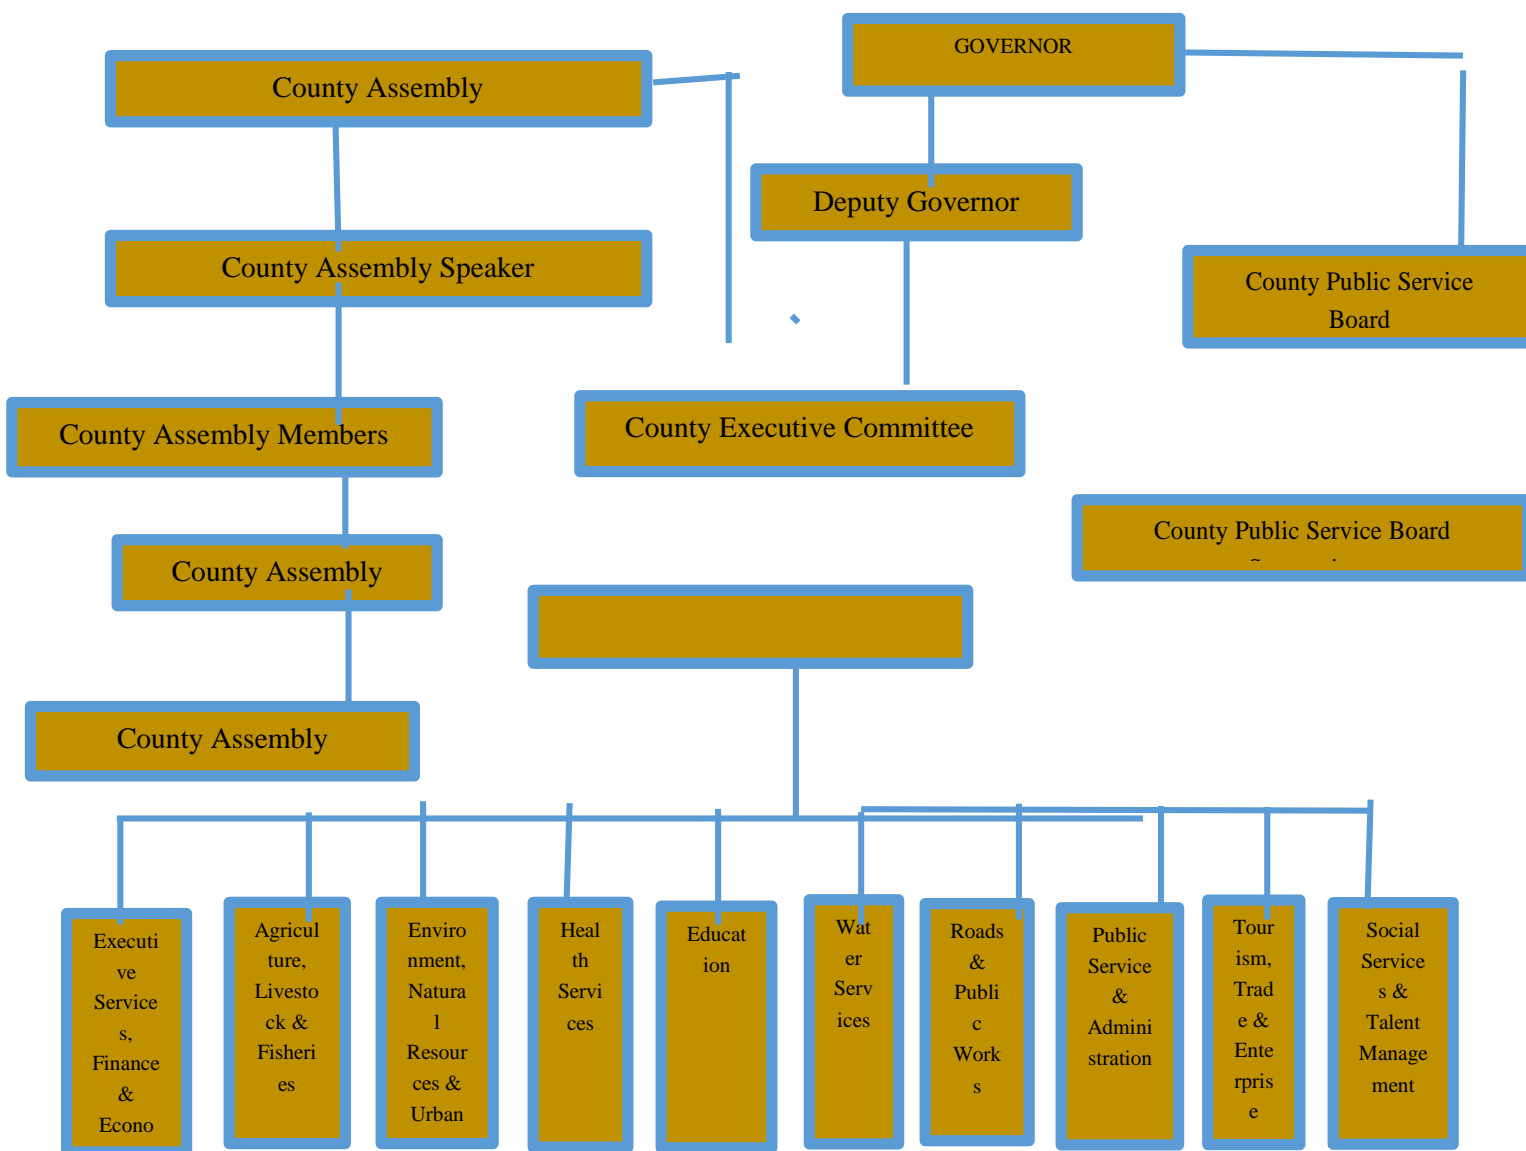 GOVERNOR
County Assembly
Deputy Governor
County Assembly Speaker
County Public Service
Board
County Assembly Members
County Executive Committee
County Public Service Board
County Assembly
County Assembly
Executi
ve
Service
s,
Finance
&
Econo
Agricul
ture,
Livesto
ck &
Fisheri
es
Enviro
nment,
Natura
l
Resour
ces &
Urban
Heal
th
Servi
ces
Educat
ion
Wat
er
Serv
ices
Roads
&
Publi
c
Work
s
Public
Service
&
Admini
stration
Tour
ism,
Trad
e &
Ente
rpris
e
Social
Service
s &
Talent
Manage
ment